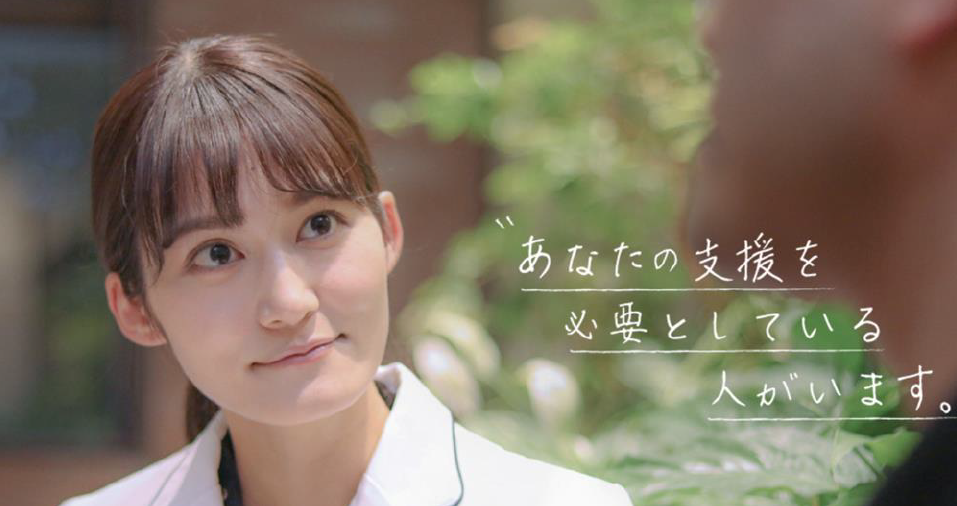 “あなたの支援を
必要としている
人がいます。